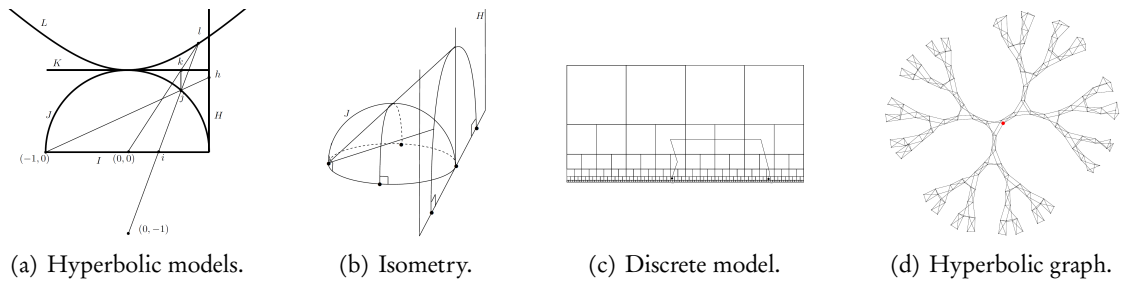 L
l
K
k
h
J
j
H
(−1, 0)
I
(0, 0)
i
(0, −1)
H
J
(a) Hyperbolic models.
(b) Isometry.
(c) Discrete model.
(d) Hyperbolic graph.